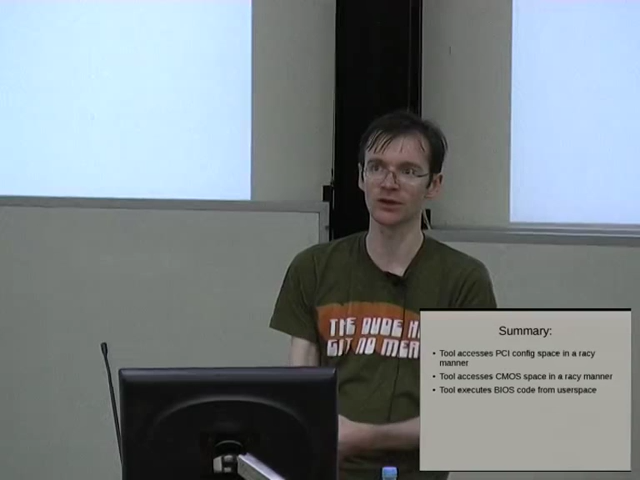 THE DUDE
GOT NO MER
Summary:
• Tool accesses PCI config space in a racy
manner
• Tool accesses CMOS space in a racy manner
• Tool executes BIOS code from userspace